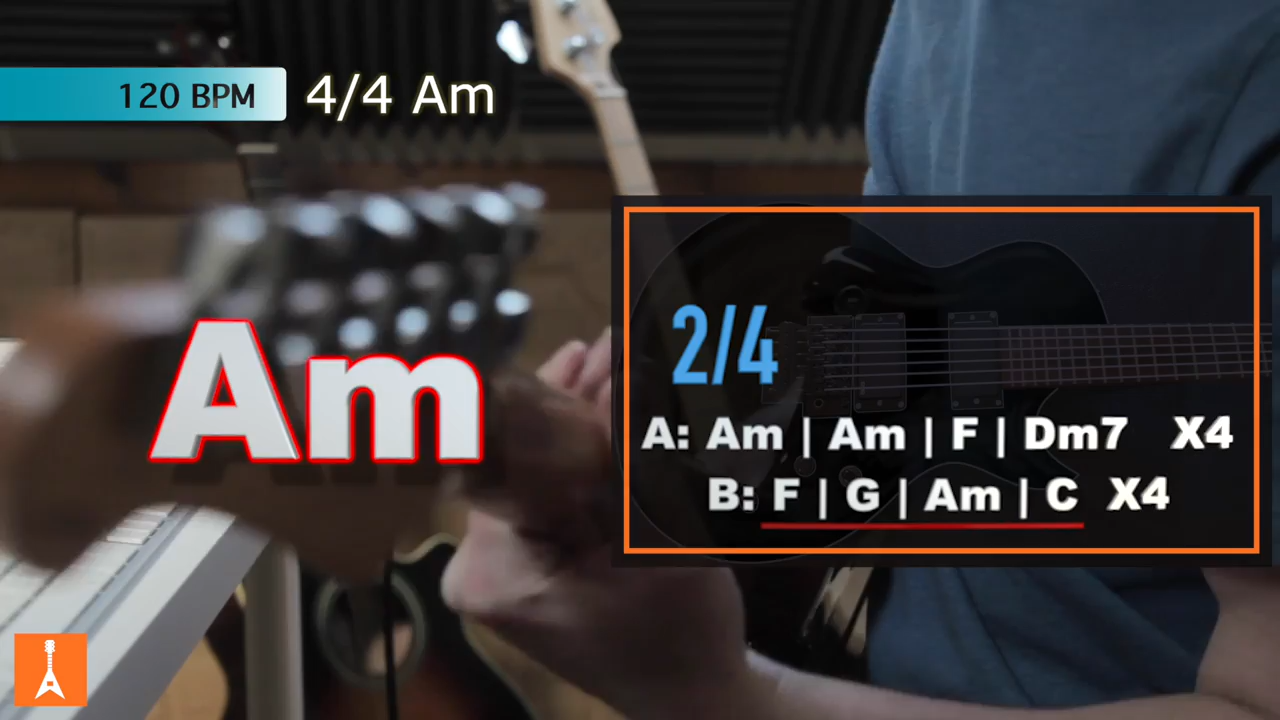 120 BPM 4/4 Am
Am
2/4
A: Am | Am | F | Dm7 X4
B: F | G | Am | C X4